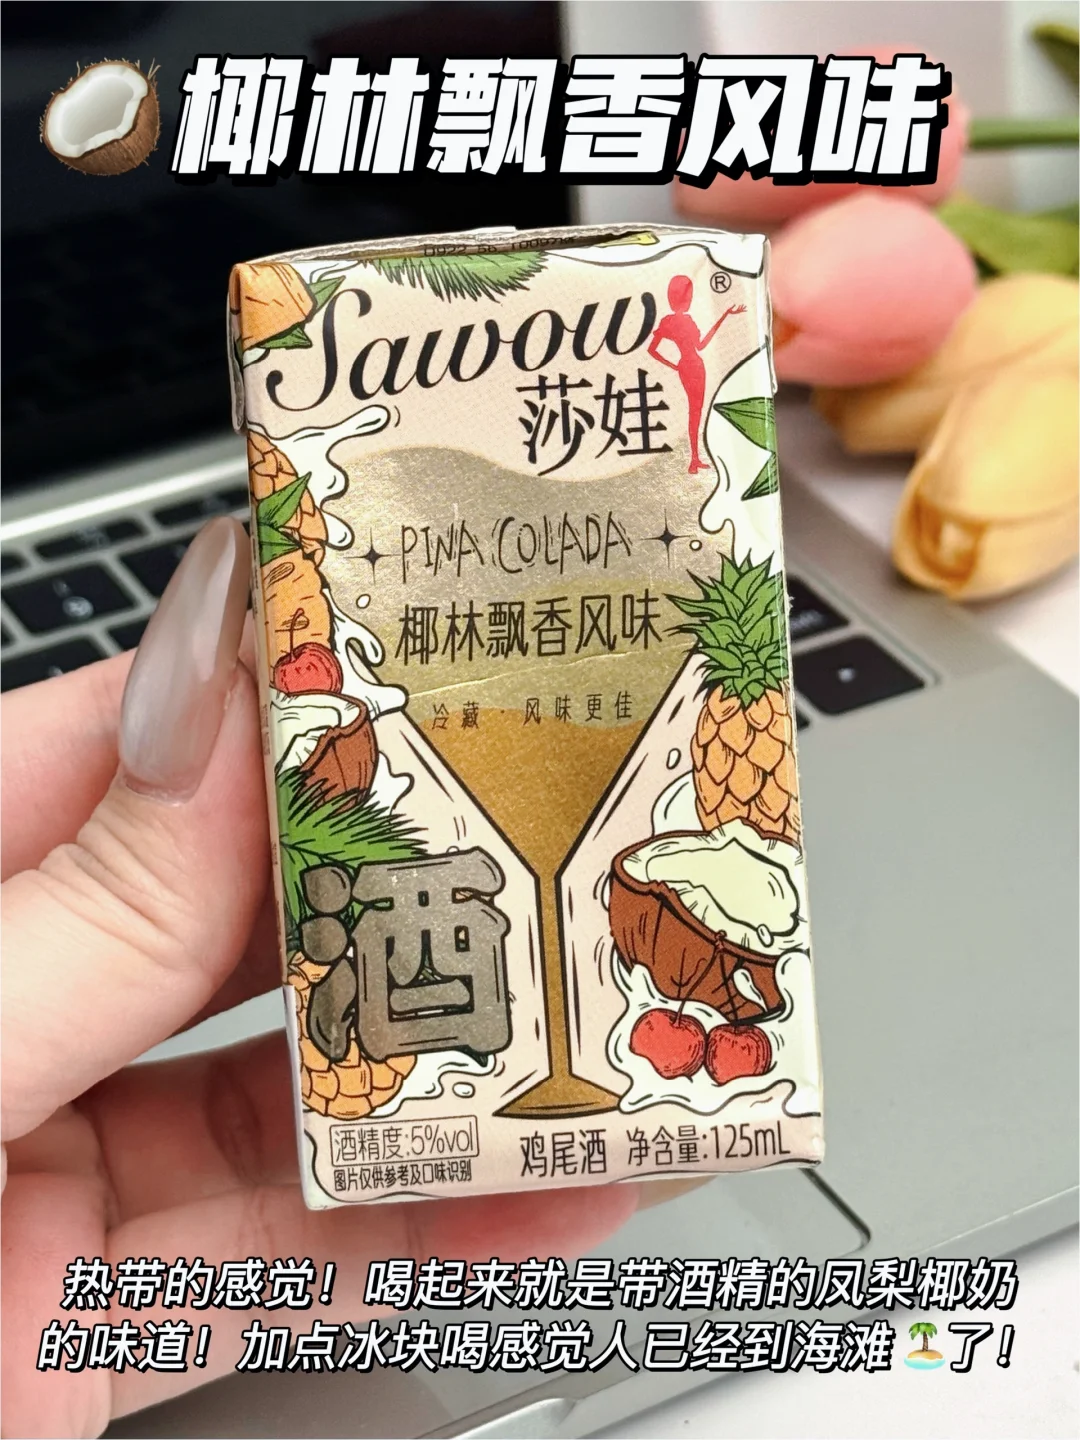 椰林飘香风味
Sawow®
莎娃
PINA COLADA
椰林飘香风味
冷藏·风味更佳
酒
酒精度:5%vol
图片仅供参考及口味识别
鸡尾酒 净含量:125mL
热带的感觉！喝起来就是带酒精的凤梨椰奶
的味道！加点冰块喝感觉人已经到海滩🏝️了！